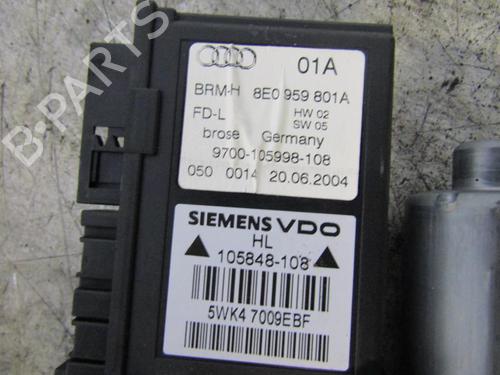 01A
BRM-H 8E0 959 801A
FD-L HW 02
SW 05
brose Germany
9700-105998-108
050 0014 20.06.2004
SIEMENS VDO
HL
105848-108
5WK4 7009EBF